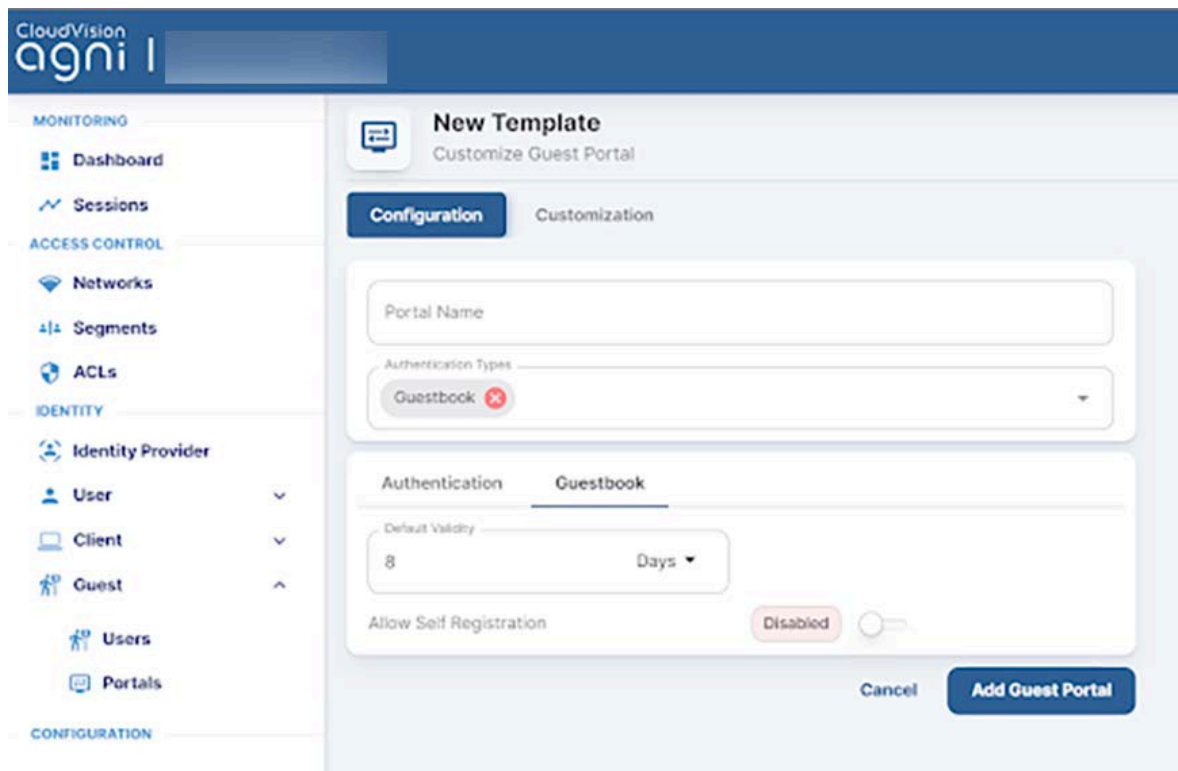 CloudVision
agni
MONITORING
Dashboard
Sessions
ACCESS CONTROL
Networks
Segments
ACLs
IDENTITY
Identity Provider
User
Client
Guest
Users
Portals
CONFIGURATION
New Template
Customize Guest Portal
Configuration Customization
Portal Name
Authentication Types
Guestbook
Authentication Guestbook
Default Validity
8 Days
Allow Self Registration Disabled
Cancel Add Guest Portal